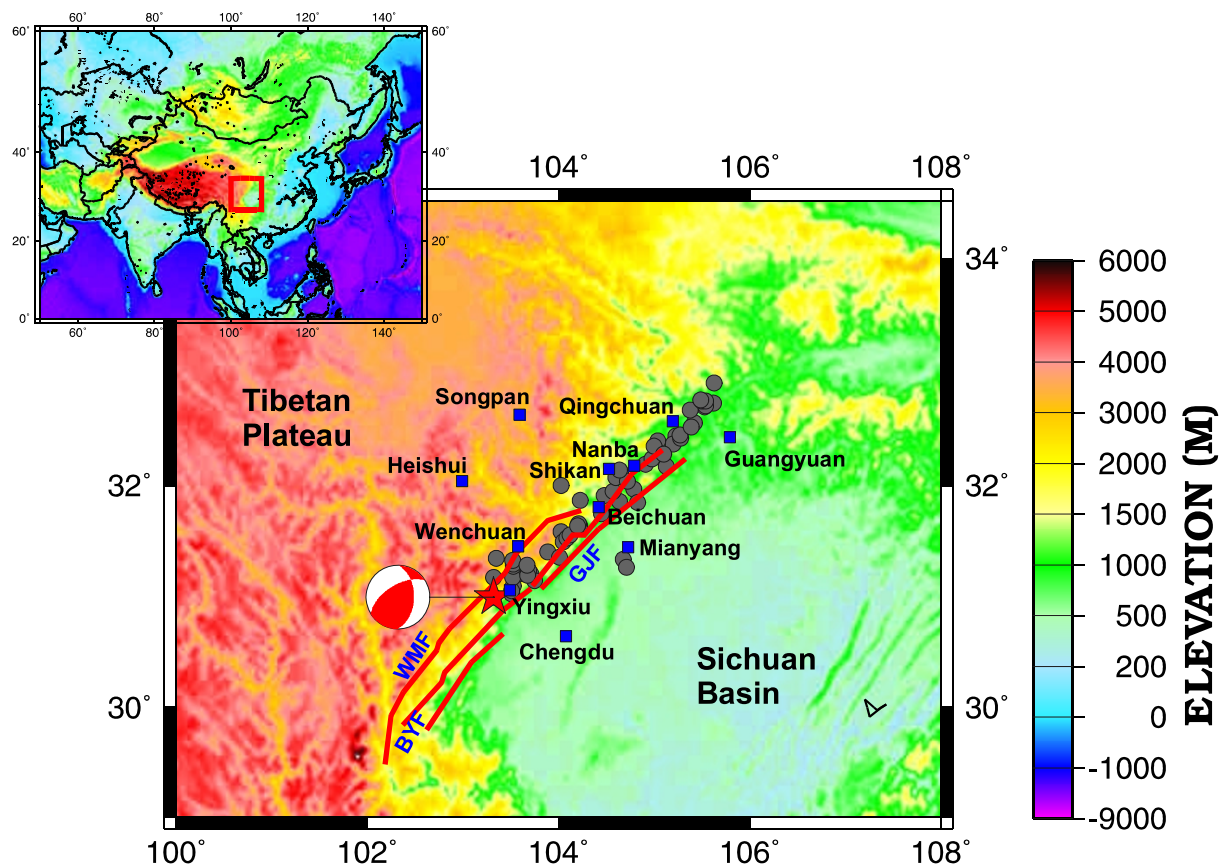 60˚ 80˚ 100˚ 120˚ 140˚
60˚ 60˚
40˚ 40˚
20˚ 20˚
0˚ 0˚
60˚ 80˚ 100˚ 120˚ 140˚
104˚ 106˚ 108˚
34˚
32˚ 32˚
30˚ 30˚
100˚ 102˚ 104˚ 106˚ 108˚
Tibetan
Plateau
Songpan
Qingchuan
Nanba
Guangyuan
Heishui
Shikan
Beichuan
Wenchuan
Mianyang
GJF
Yingxiu
WMF
Chengdu
Sichuan
Basin
BYF
6000
5000
4000
3000
2000
1500
1000
500
200
0
-1000
-9000
ELEVATION (M)